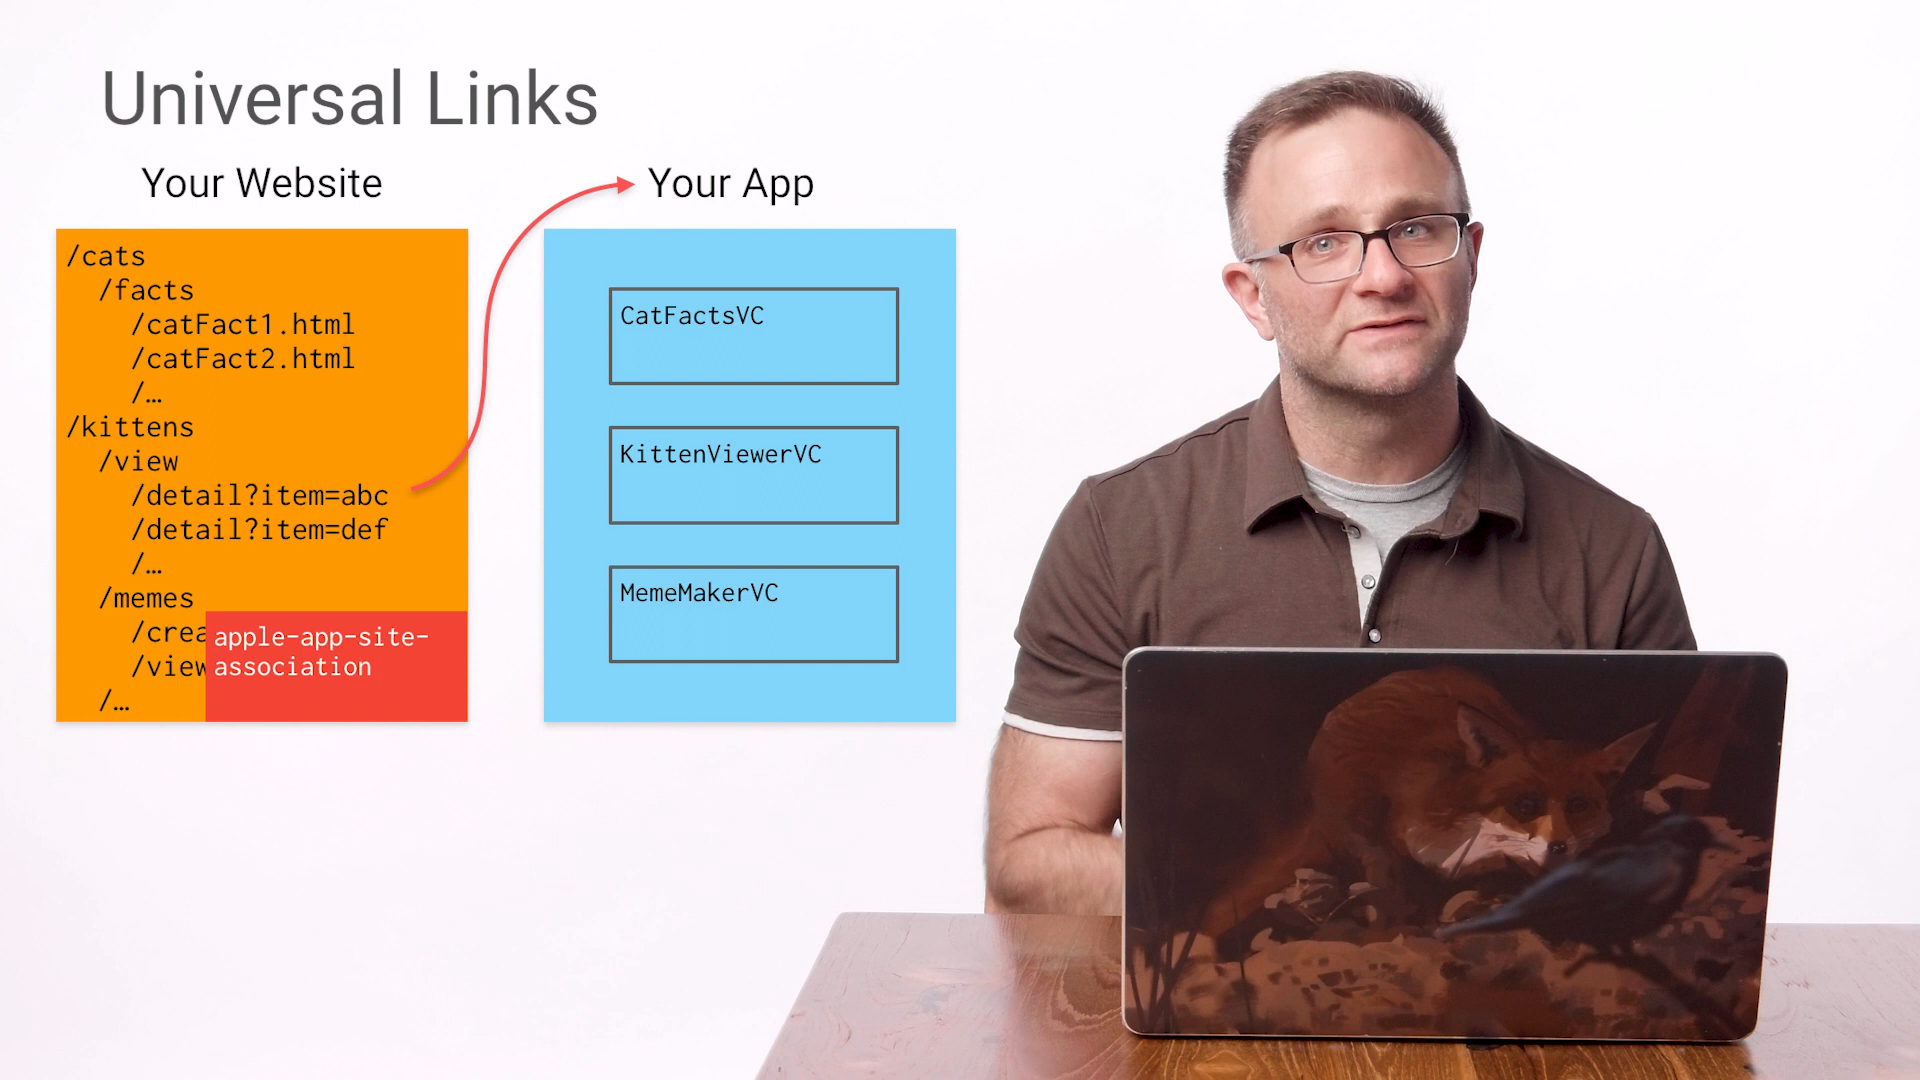 Universal Links
Your Website
Your App
/cats
/facts
/catFact1.html
/catFact2.html
/…
/kittens
/view
/detail?item=abc
/detail?item=def
/…
/memes
/crea
/view
/…
apple-app-site-
association
CatFactsVC
KittenViewerVC
MemeMakerVC